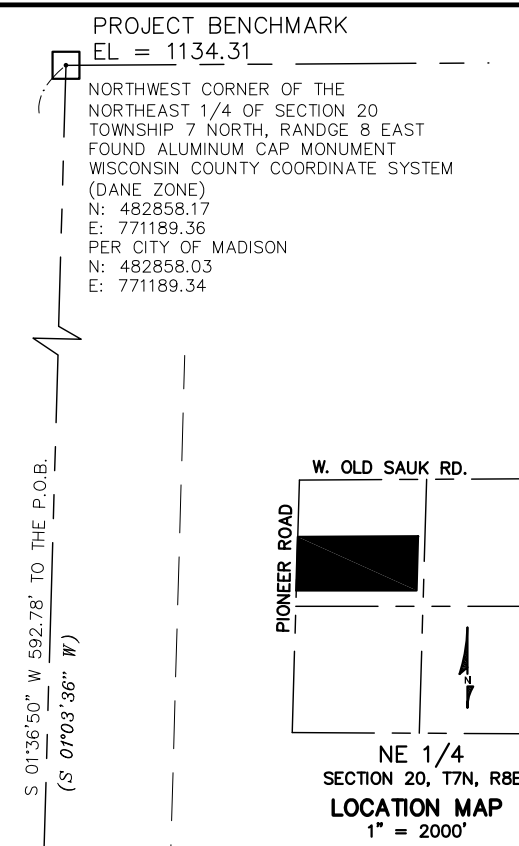 PROJECT BENCHMARK
EL = 1134.31
NORTHWEST CORNER OF THE
NORTHEAST 1/4 OF SECTION 20
TOWNSHIP 7 NORTH, RANDGE 8 EAST
FOUND ALUMINUM CAP MONUMENT
WISCONSIN COUNTY COORDINATE SYSTEM
(DANE ZONE)
N: 482858.17
E: 771189.36
PER CITY OF MADISON
N: 482858.03
E: 771189.34
S 01°36'50" W 592.78' TO THE P.O.B.
(S 01°03'36" W)
W. OLD SAUK RD.
PIONEER ROAD
N
NE 1/4
SECTION 20, T7N, R8E
LOCATION MAP
1" = 2000'